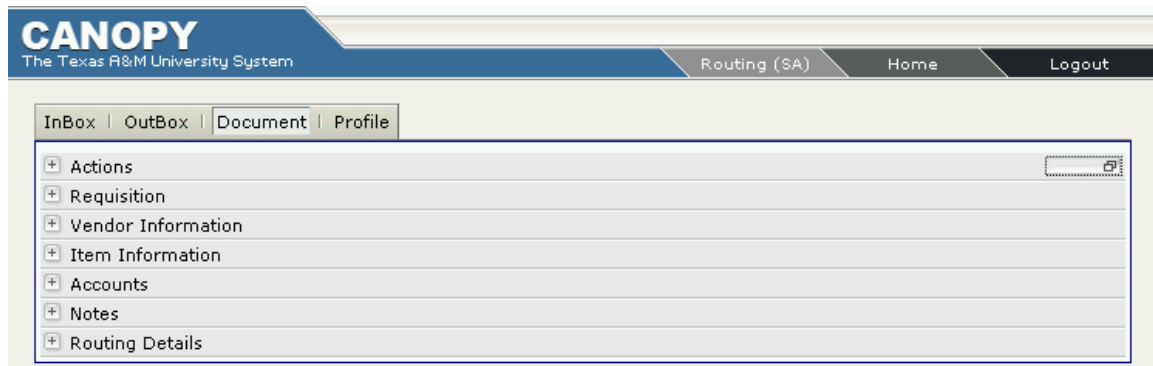 CANOPY
The Texas A&M University System
Routing (SA) Home Logout
InBox | OutBox | Document | Profile
Actions
Requisition
Vendor Information
Item Information
Accounts
Notes
Routing Details